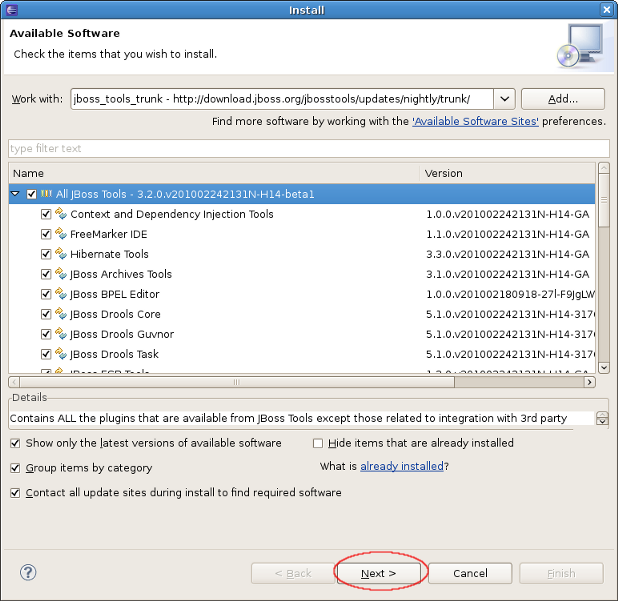 Install
Available Software
Check the items that you wish to install.
Work with: jboss_tools_trunk - http://download.jboss.org/jbosstools/updates/nightly/trunk/ Add...
Find more software by working with the 'Available Software Sites' preferences.
type filter text
Name Version
All JBoss Tools - 3.2.0.v201002242131N-H14-beta1
Context and Dependency Injection Tools 1.0.0.v201002242131N-H14-GA
FreeMarker IDE 1.1.0.v201002242131N-H14-GA
Hibernate Tools 3.3.0.v201002242131N-H14-GA
JBoss Archives Tools 3.1.0.v201002242131N-H14-GA
JBoss BPEL Editor 1.0.0.v201002180918-27l-F9JgLW
JBoss Drools Core 5.1.0.v201002242131N-H14-317
JBoss Drools Guvnor 5.1.0.v201002242131N-H14-317
JBoss Drools Task 5.1.0.v201002242131N-H14-317
JBoss ESB Tools
Details
Contains ALL the plugins that are available from JBoss Tools except those related to integration with 3rd party
Show only the latest versions of available software Hide items that are already installed
Group items by category What is already installed?
Contact all update sites during install to find required software
? < Back Next > Cancel Finish